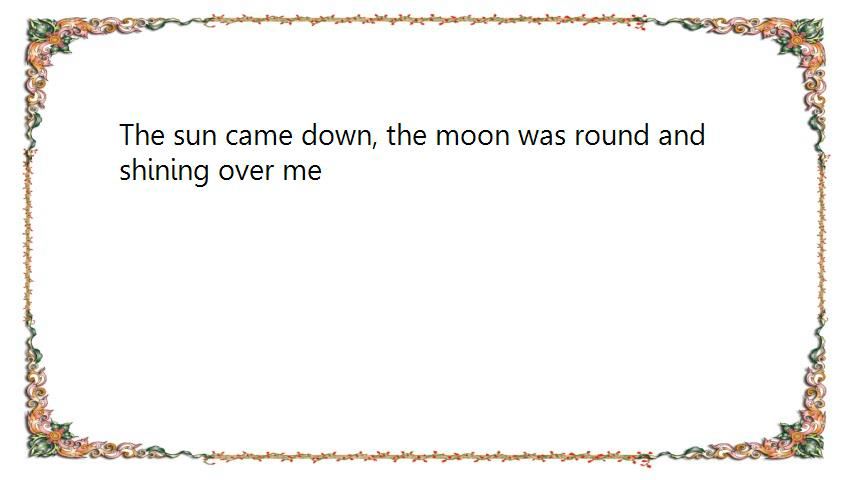 The sun came down, the moon was round and
shining over me